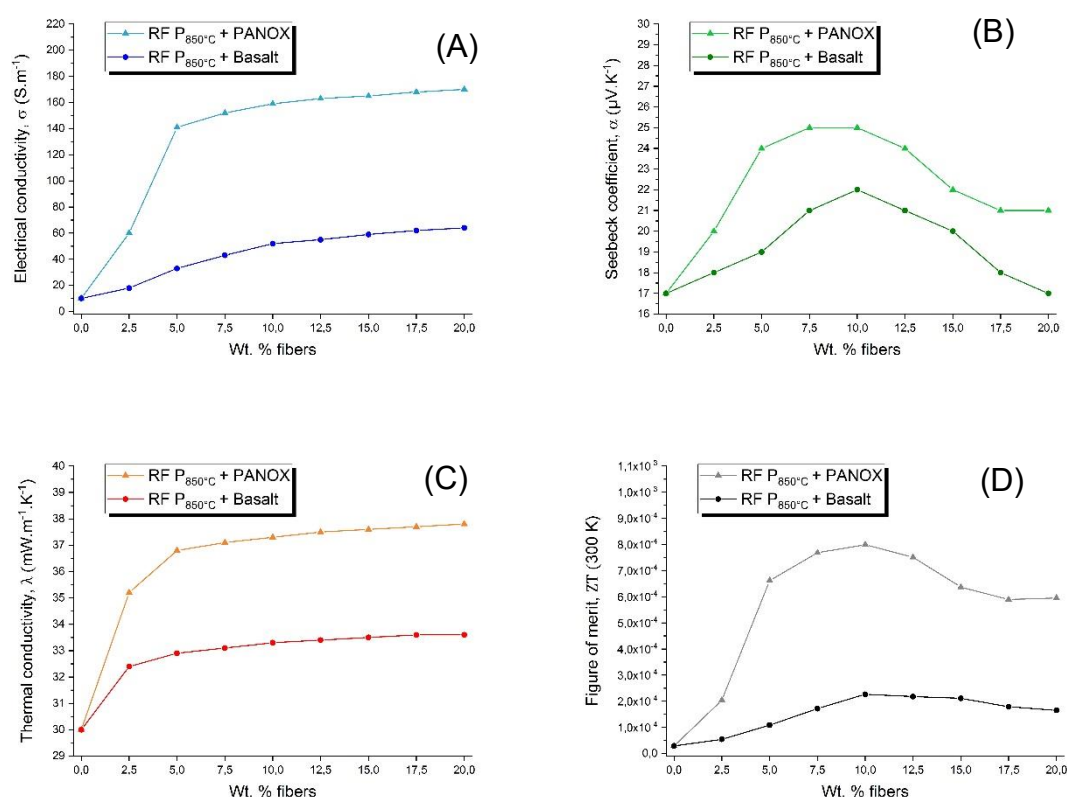 RF P850°C + PANOX
RF P850°C + Basalt
(A)
Electrical conductivity, σ (S.m-1)
200
180
160
140
120
100
80
60
40
20
0
0,0 2,5 5,0 7,5 10,0 12,5 15,0 17,5 20,0
Wt. % fibers
RF P850°C + PANOX
RF P850°C + Basalt
(B)
Seebeck coefficient, α (µV.K-1)
30
29
28
27
26
25
24
23
22
21
20
19
18
17
16
0,0 2,5 5,0 7,5 10,0 12,5 15,0 17,5 20,0
Wt. % fibers
RF P850°C + PANOX
RF P850°C + Basalt
(C)
Thermal conductivity, λ (mW.m-1.K-1)
40
39
38
37
36
35
34
33
32
31
30
29
0,0 2,5 5,0 7,5 10,0 12,5 15,0 17,5 20,0
Wt. % fibers
RF P850°C + PANOX
RF P850°C + Basalt
(D)
Figure of merit, ZT (300 K)
1,1x10-3
1,0x10-3
9,0x10-4
8,0x10-4
7,0x10-4
6,0x10-4
5,0x10-4
4,0x10-4
3,0x10-4
2,0x10-4
1,0x10-4
0,0
0,0 2,5 5,0 7,5 10,0 12,5 15,0 17,5 20,0
Wt. % fibers